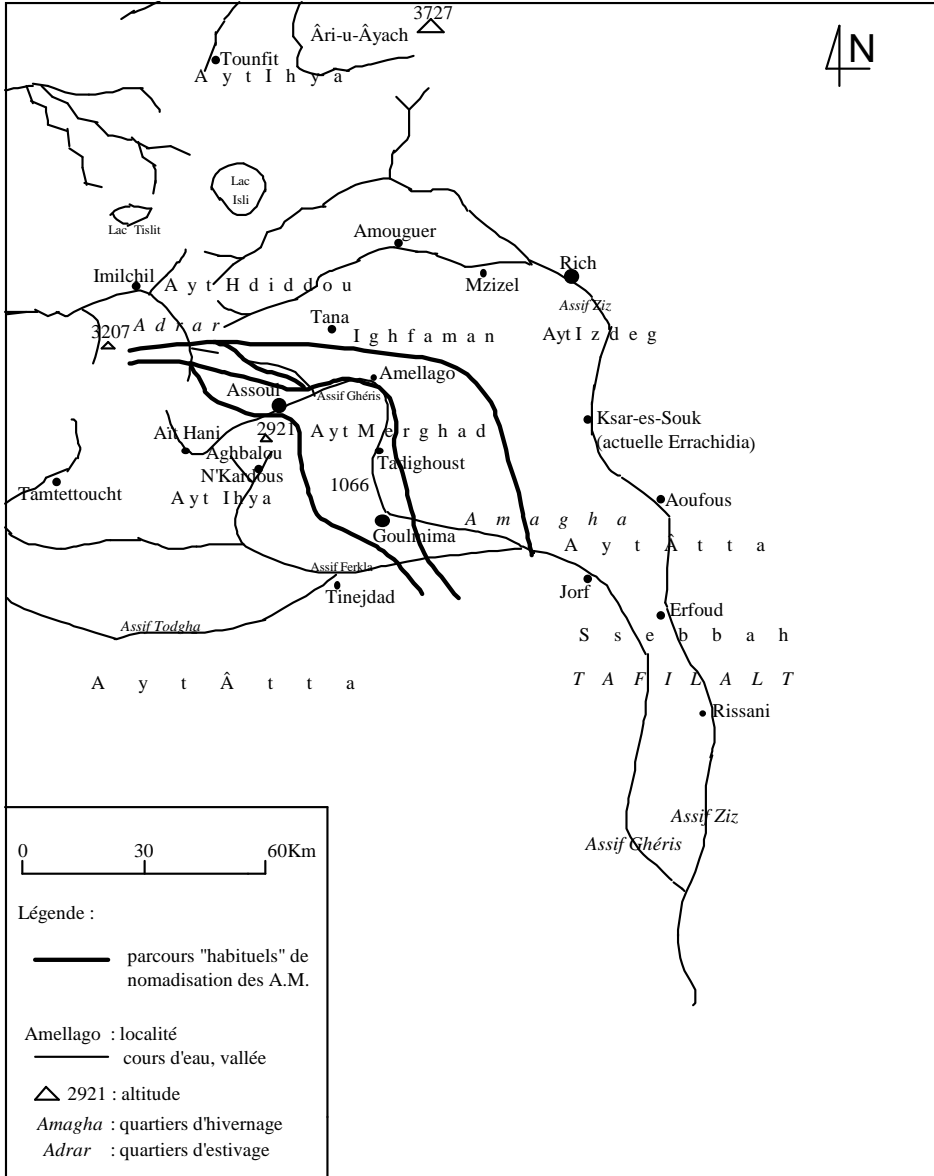 3727
Âri-u-Âyach
N
Tounfit
A y t I h y a
Lac
Isli
Lac Tislit
Amouguer
Rich
Imilchil
A y t H d i d d o u
Mzizel
Assif Ziz
A d r a r
Tana
3207
I g h f a m a n
A y t I z d e g
Amellago
Assoul
Assif Ghéris
Ksar-es-Souk
(actuelle Errachidia)
2921
A y t M e r g h a d
Aït Hani
Aghbalou
N'Kardous
Tadighoust
Tamtettoucht
A y t I h y a
1066
Aoufous
A m a g h a
Goulmima
A y t Â t t a
Assif Ferkla
Jorf
Tinejdad
Erfoud
Assif Todgha
S s e b b a h
A y t Â t t a
T A F I L A L T
Rissani
Assif Ziz
Assif Ghéris
0 30 60Km
Légende :
parcours "habituels" de
nomadisation des A.M.
Amellago : localité
cours d'eau, vallée
2921 : altitude
Amagha : quartiers d'hivernage
Adrar : quartiers d'estivage